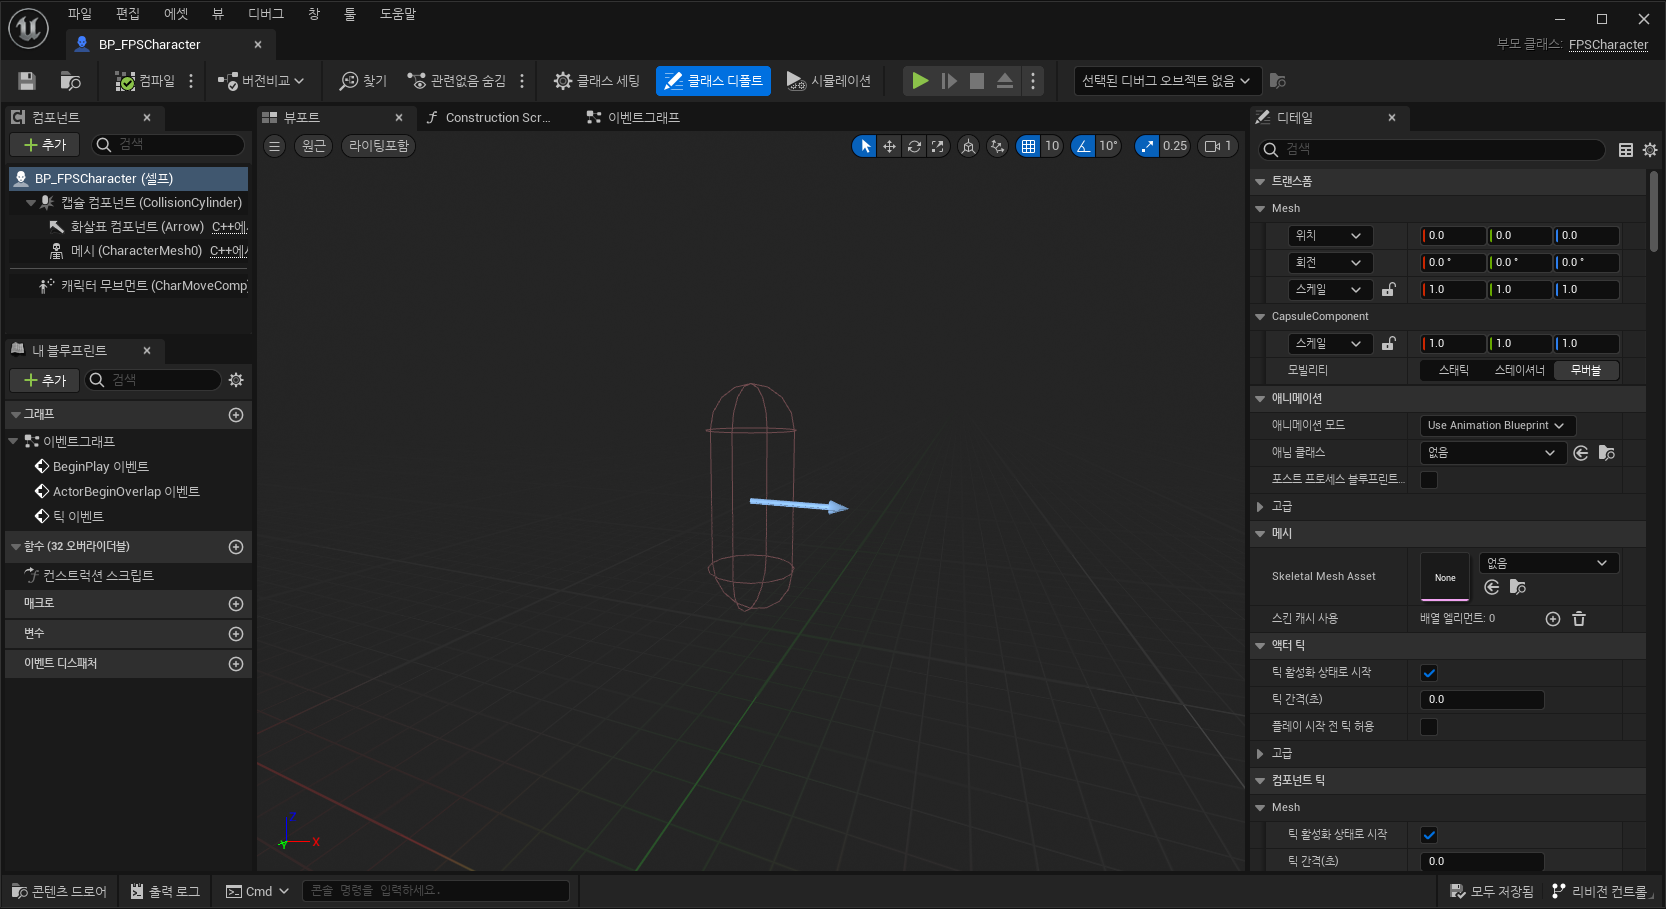 파일 편집 에셋 뷰 디버그 창 툴 도움말
BP_FPSCharacter
부모 클래스: FPSCharacter
컴파일 버전비교 찾기 관련없음 숨김 클래스 세팅 클래스 디폴트 시뮬레이션 선택된 디버그 오브젝트 없음
컴포넌트
추가 검색
BP_FPSCharacter (셀프)
캡슐 컴포넌트 (CollisionCylinder)
화살표 컴포넌트 (Arrow) C++에
메시 (CharacterMesh0) C++에
캐릭터 무브먼트 (CharMoveComp)
내 블루프린트
추가 검색
그래프
이벤트그래프
BeginPlay 이벤트
ActorBeginOverlap 이벤트
틱 이벤트
함수 (32 오버라이더블)
컨스트럭션 스크립트
매크로
변수
이벤트 디스패처
뷰포트 Construction Scr... 이벤트그래프
원근 라이팅포함 10 10° 0.25 1
Z
X
Y
디테일
검색
트랜스폼
Mesh
위치 0.0 0.0 0.0
회전 0.0 ° 0.0 ° 0.0 °
스케일 1.0 1.0 1.0
CapsuleComponent
스케일 1.0 1.0 1.0
모빌리티 스태틱 스테이셔너 무버블
애니메이션
애니메이션 모드 Use Animation Blueprint
애님 클래스 없음
포스트 프로세스 블루프린트...
고급
메시
Skeletal Mesh Asset None 없음
스킨 캐시 사용 배열 엘리먼트: 0
액터 틱
틱 활성화 상태로 시작
틱 간격(초) 0.0
플레이 시작 전 틱 허용
고급
컴포넌트 틱
Mesh
틱 활성화 상태로 시작
틱 간격(초) 0.0
콘텐츠 드로어 출력 로그 Cmd 콘솔 명령을 입력하세요. 모두 저장됨 리비전 컨트롤